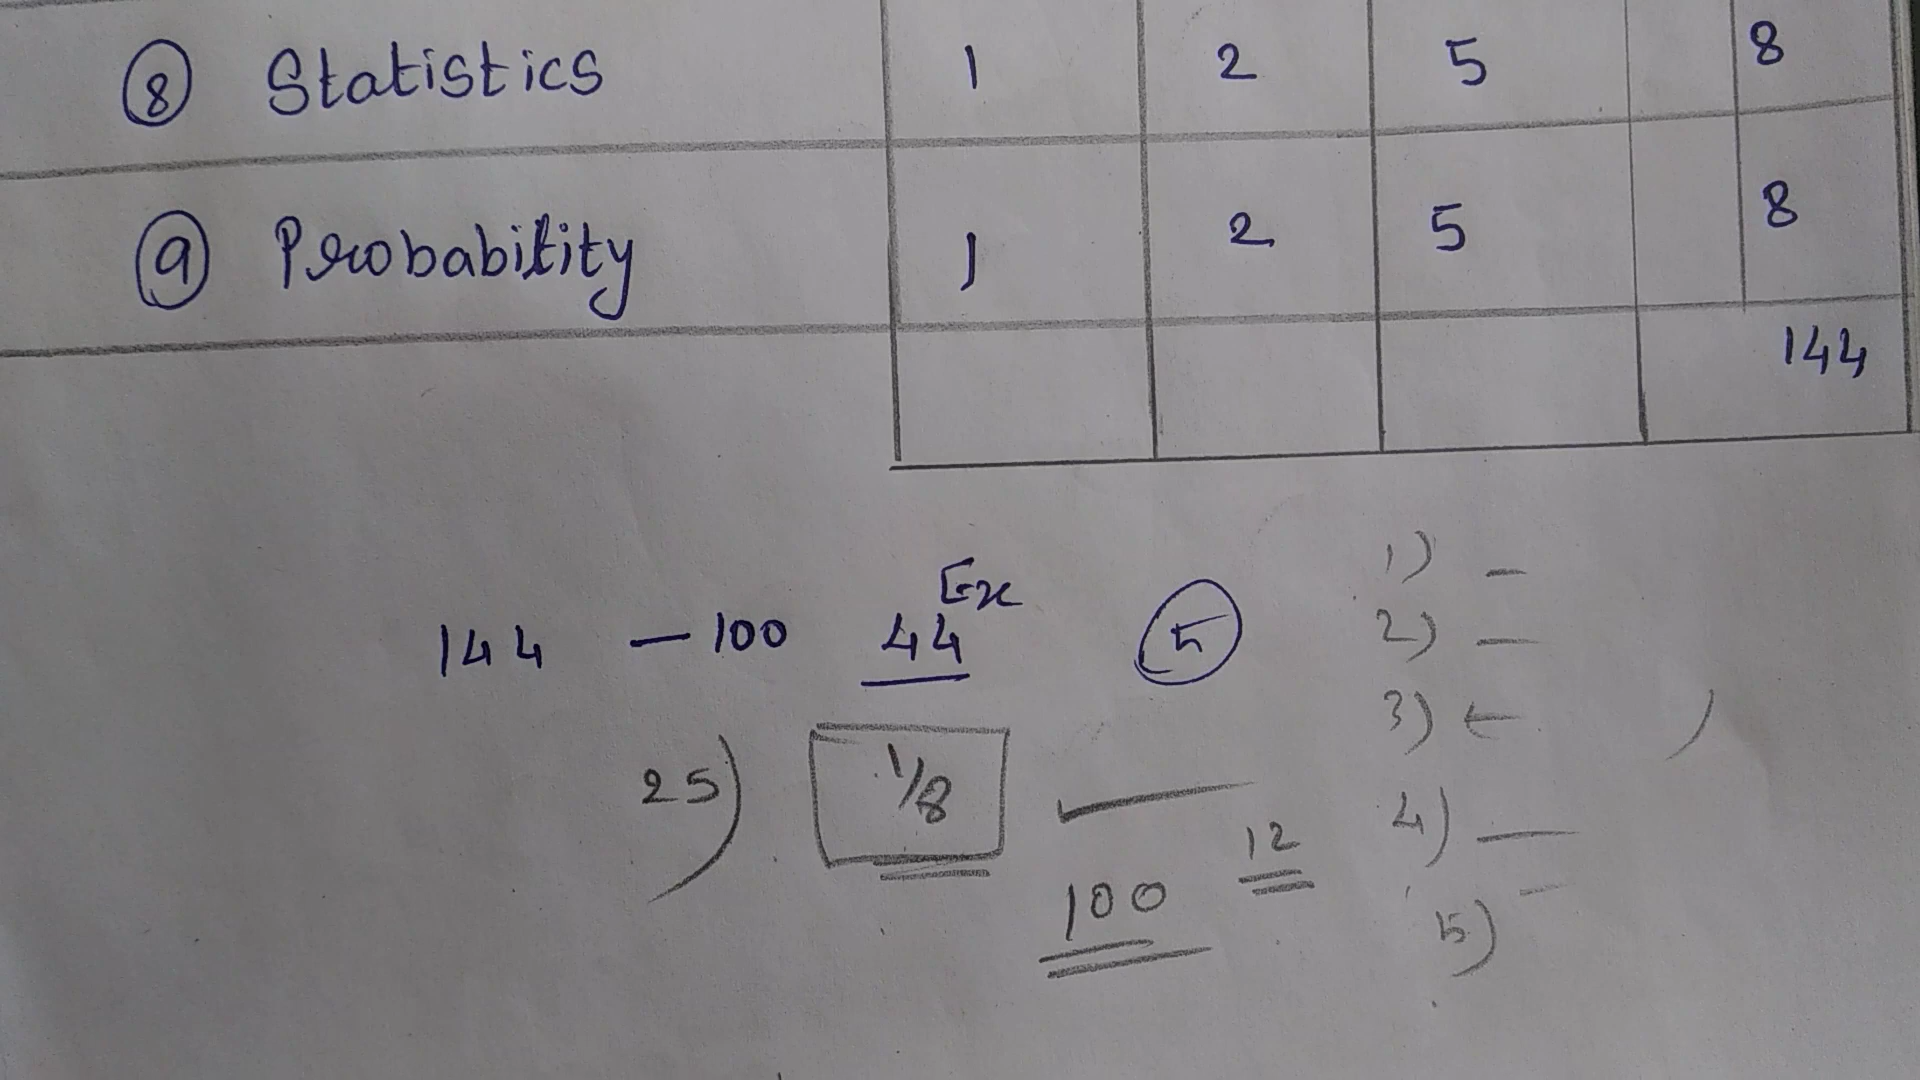 8 Statistics 1 2 5 8
9 Probability 1 2 5 8
144
Ex
144 — 100 44 5
1) –
2) –
3) –
25) 1/8
12 4) —
100
5) –